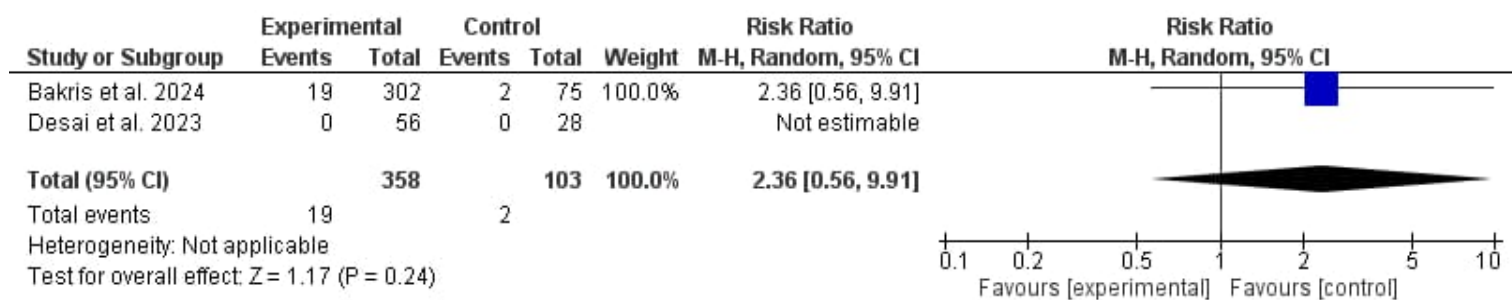 Experimental Control Risk Ratio Risk Ratio
Study or Subgroup Events Total Events Total Weight M-H, Random, 95% CI M-H, Random, 95% CI
Bakris et al. 2024 19 302 2 75 100.0% 2.36 [0.56, 9.91]
Desai et al. 2023 0 56 0 28 Not estimable
Total (95% CI) 358 103 100.0% 2.36 [0.56, 9.91]
Total events 19 2
Heterogeneity: Not applicable
Test for overall effect: Z = 1.17 (P = 0.24)
0.1 0.2 0.5 1 2 5 10
Favours [experimental] Favours [control]